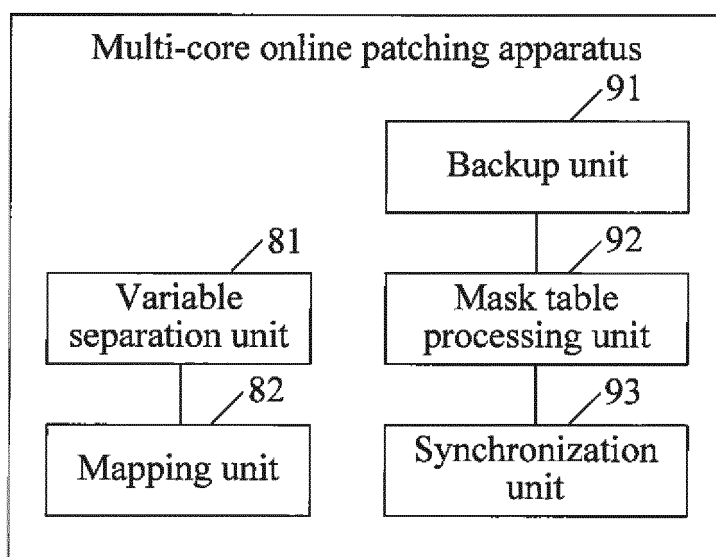 Multi-core online patching apparatus
91
Backup unit
81
Variable
separation unit
92
Mask table
processing unit
82
Mapping unit
93
Synchronization
unit